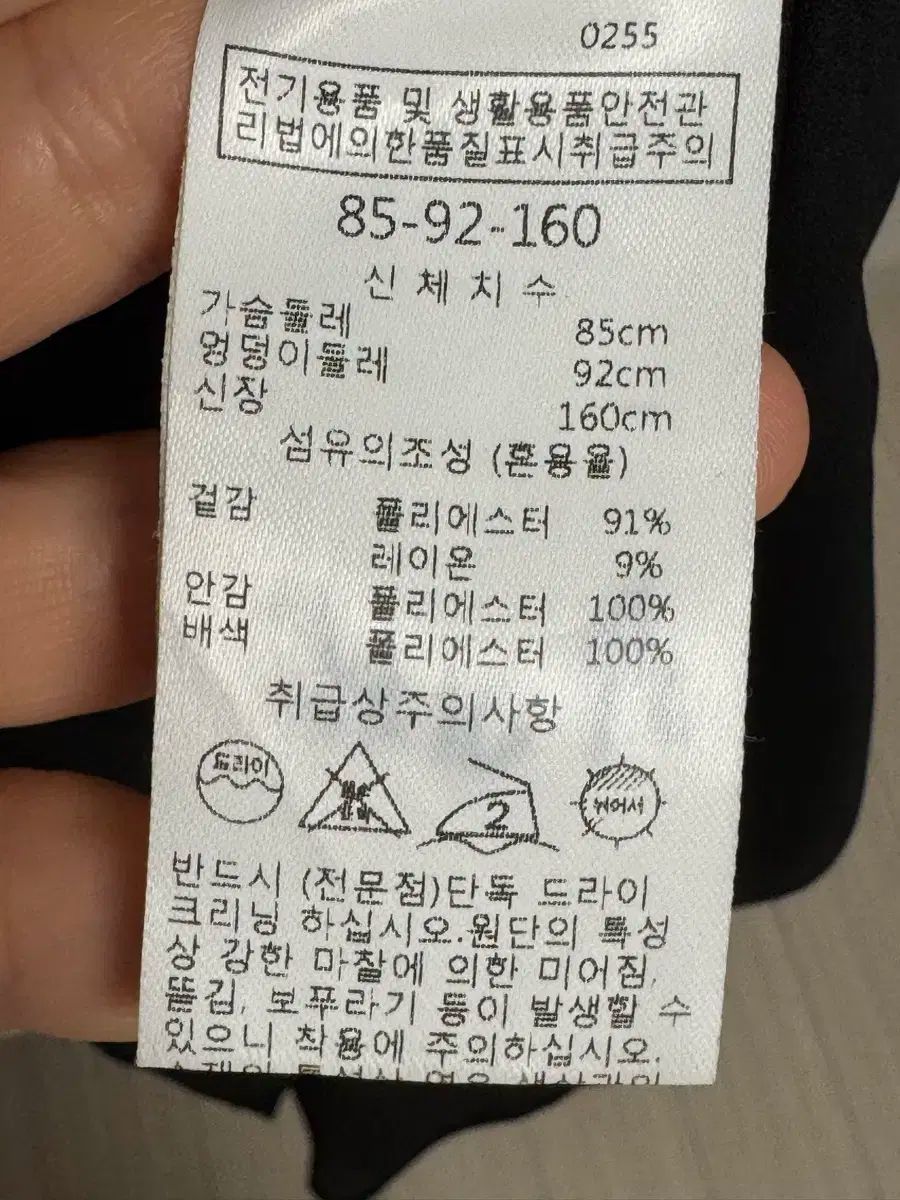 0255
전기용품 및 생활용품안전관
리법에의한품질표시취급주의
85-92-160
신 체 치 수
가슴둘레 85cm
엉덩이둘레 92cm
신장 160cm
섬유의조성 (혼용율)
겉감 폴리에스터 91%
레이온 9%
안감 폴리에스터 100%
배색 폴리에스터 100%
취급상주의사항
드라이
염소
표백
2
뉘어서
반드시 (전문점)단독 드라이
크리닝 하십시오.원단의 특성
상 강한 마찰에 의한 미어짐,
뜯김, 보푸라기 등이 발생할 수
있으니 착용에 주의하십시오.